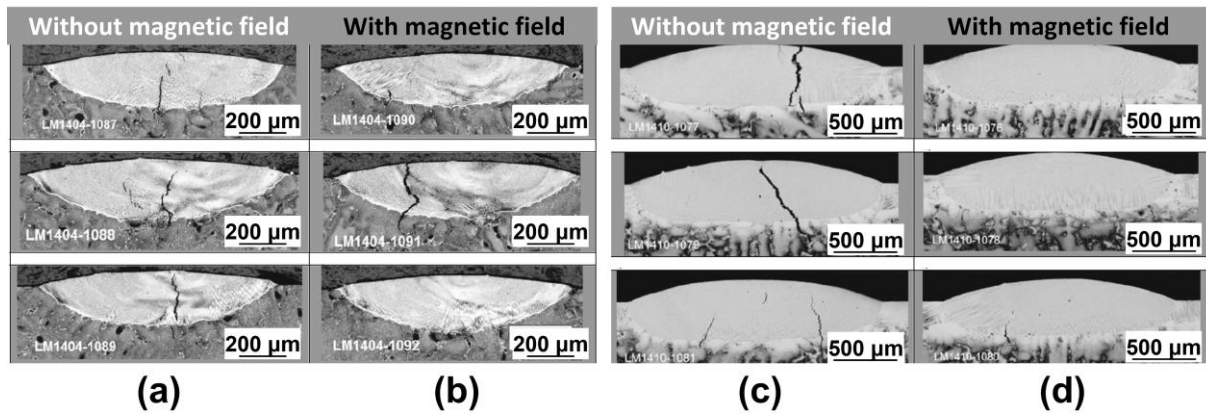 Without magnetic field With magnetic field Without magnetic field With magnetic field
LM1404-1087 200 µm LM1404-1090 200 µm LM1410-1077 500 µm LM1410-1076 500 µm
LM1404-1088 200 µm LM1404-1091 200 µm LM1410-1079 500 µm LM1410-1078 500 µm
LM1404-1089 200 µm LM1404-1092 200 µm LM1410-1081 500 µm LM1410-1080 500 µm
(a) (b) (c) (d)